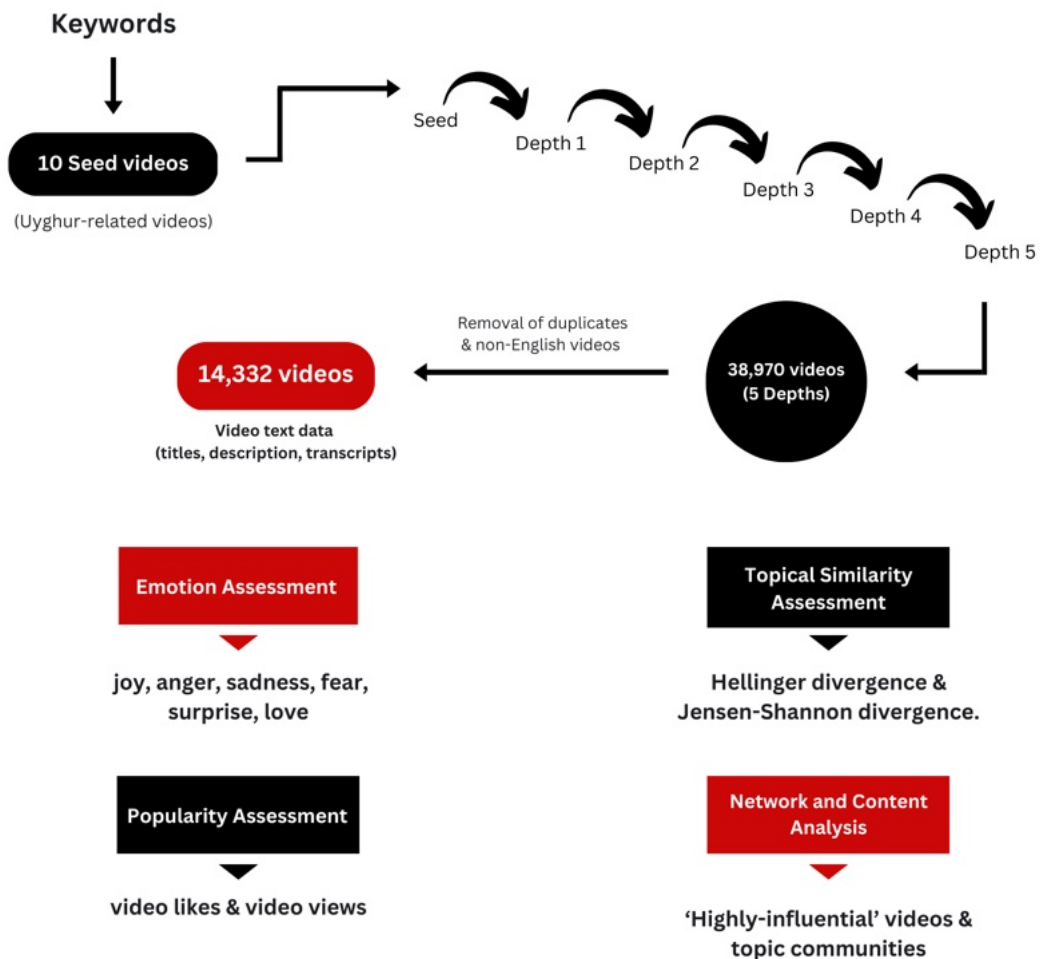 Keywords
10 Seed videos
(Uyghur-related videos)
Seed
Depth 1
Depth 2
Depth 3
Depth 4
Depth 5
38,970 videos
(5 Depths)
Removal of duplicates
& non-English videos
14,332 videos
Video text data
(titles, description, transcripts)
Emotion Assessment
joy, anger, sadness, fear,
surprise, love
Topical Similarity
Assessment
Hellinger divergence &
Jensen-Shannon divergence.
Popularity Assessment
video likes & video views
Network and Content
Analysis
‘Highly-influential’ videos &
topic communities